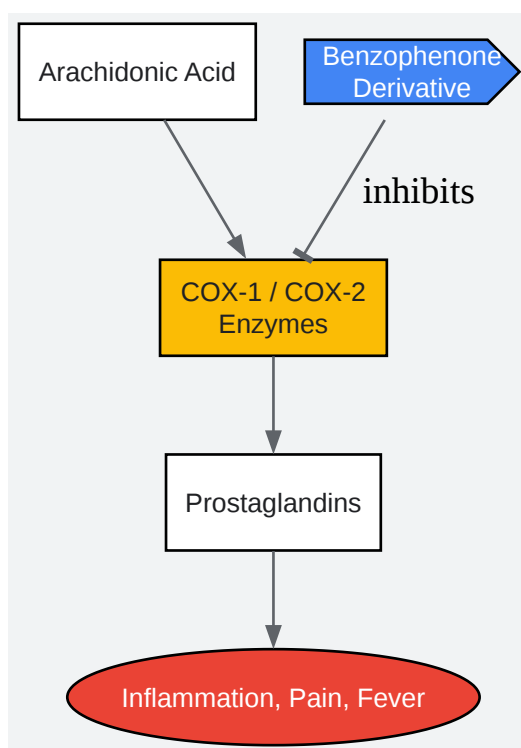 Arachidonic Acid
Benzophenone
Derivative
inhibits
COX-1 / COX-2
Enzymes
Prostaglandins
Inflammation, Pain, Fever